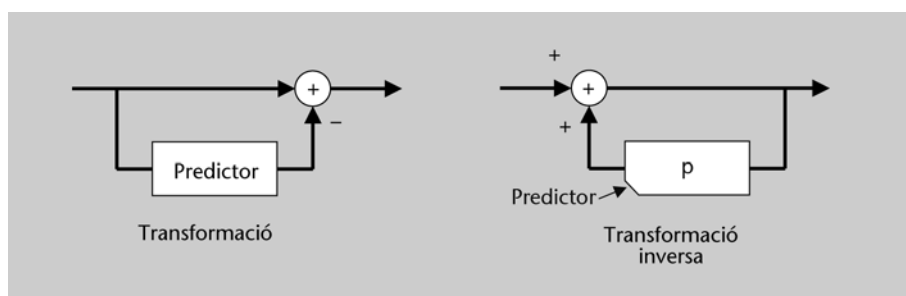 +
Predictor
−
Transformació
+
+
+
p
Predictor
Transformació
inversa